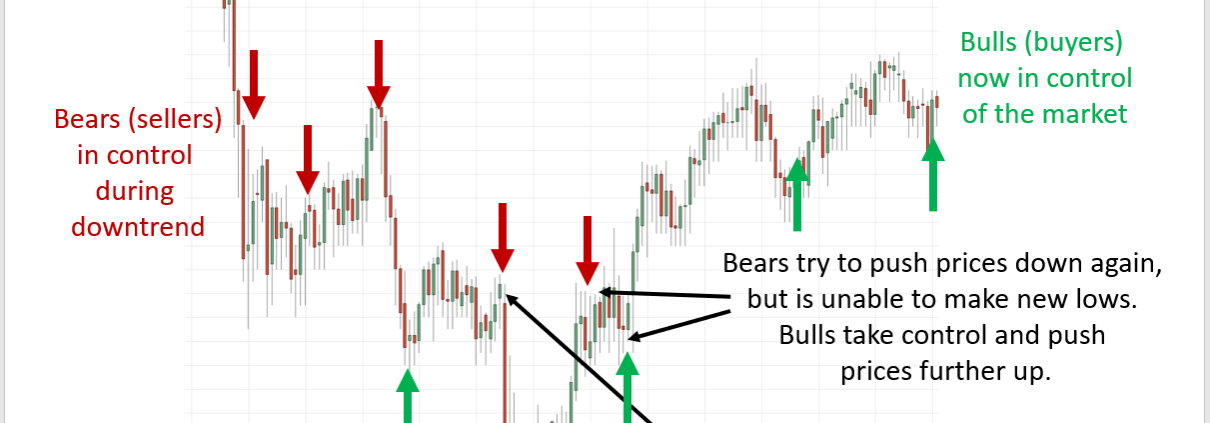 Bears (sellers)
in control
during
downtrend
Bulls (buyers)
now in control
of the market
Bears try to push prices down again,
but is unable to make new lows.
Bulls take control and push
prices further up.